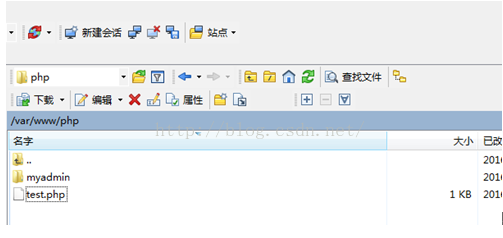 新建会话 站点
php 查找文件
下载 编辑 属性
/var/www/php
名字 大小 已改
..  201
myadmin 201
test.php 1 KB 201
http://blog.csdn.net/